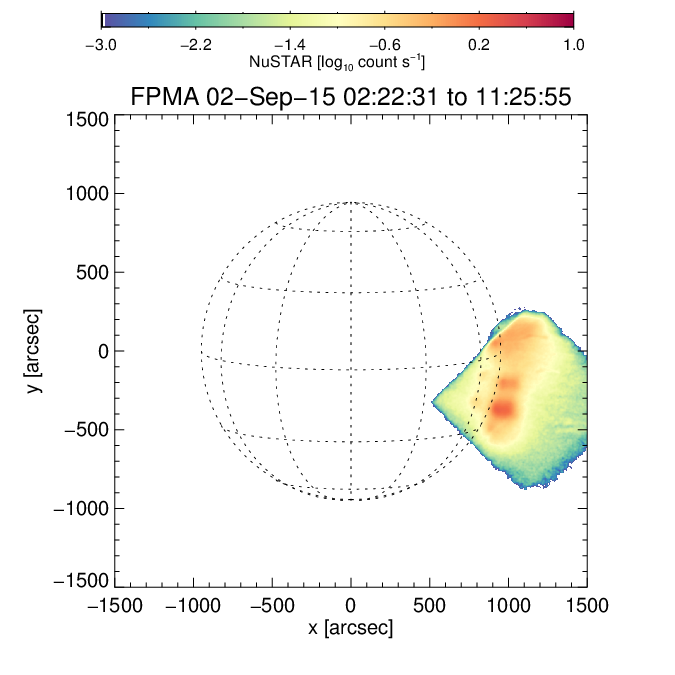 −3.0 −2.2 −1.4 −0.6 0.2 1.0
NuSTAR [log₁₀ count s⁻¹]
FPMA 02−Sep−15 02:22:31 to 11:25:55
1500
1000
500
0
−500
−1000
−1500
y [arcsec]
−1500 −1000 −500 0 500 1000 1500
x [arcsec]